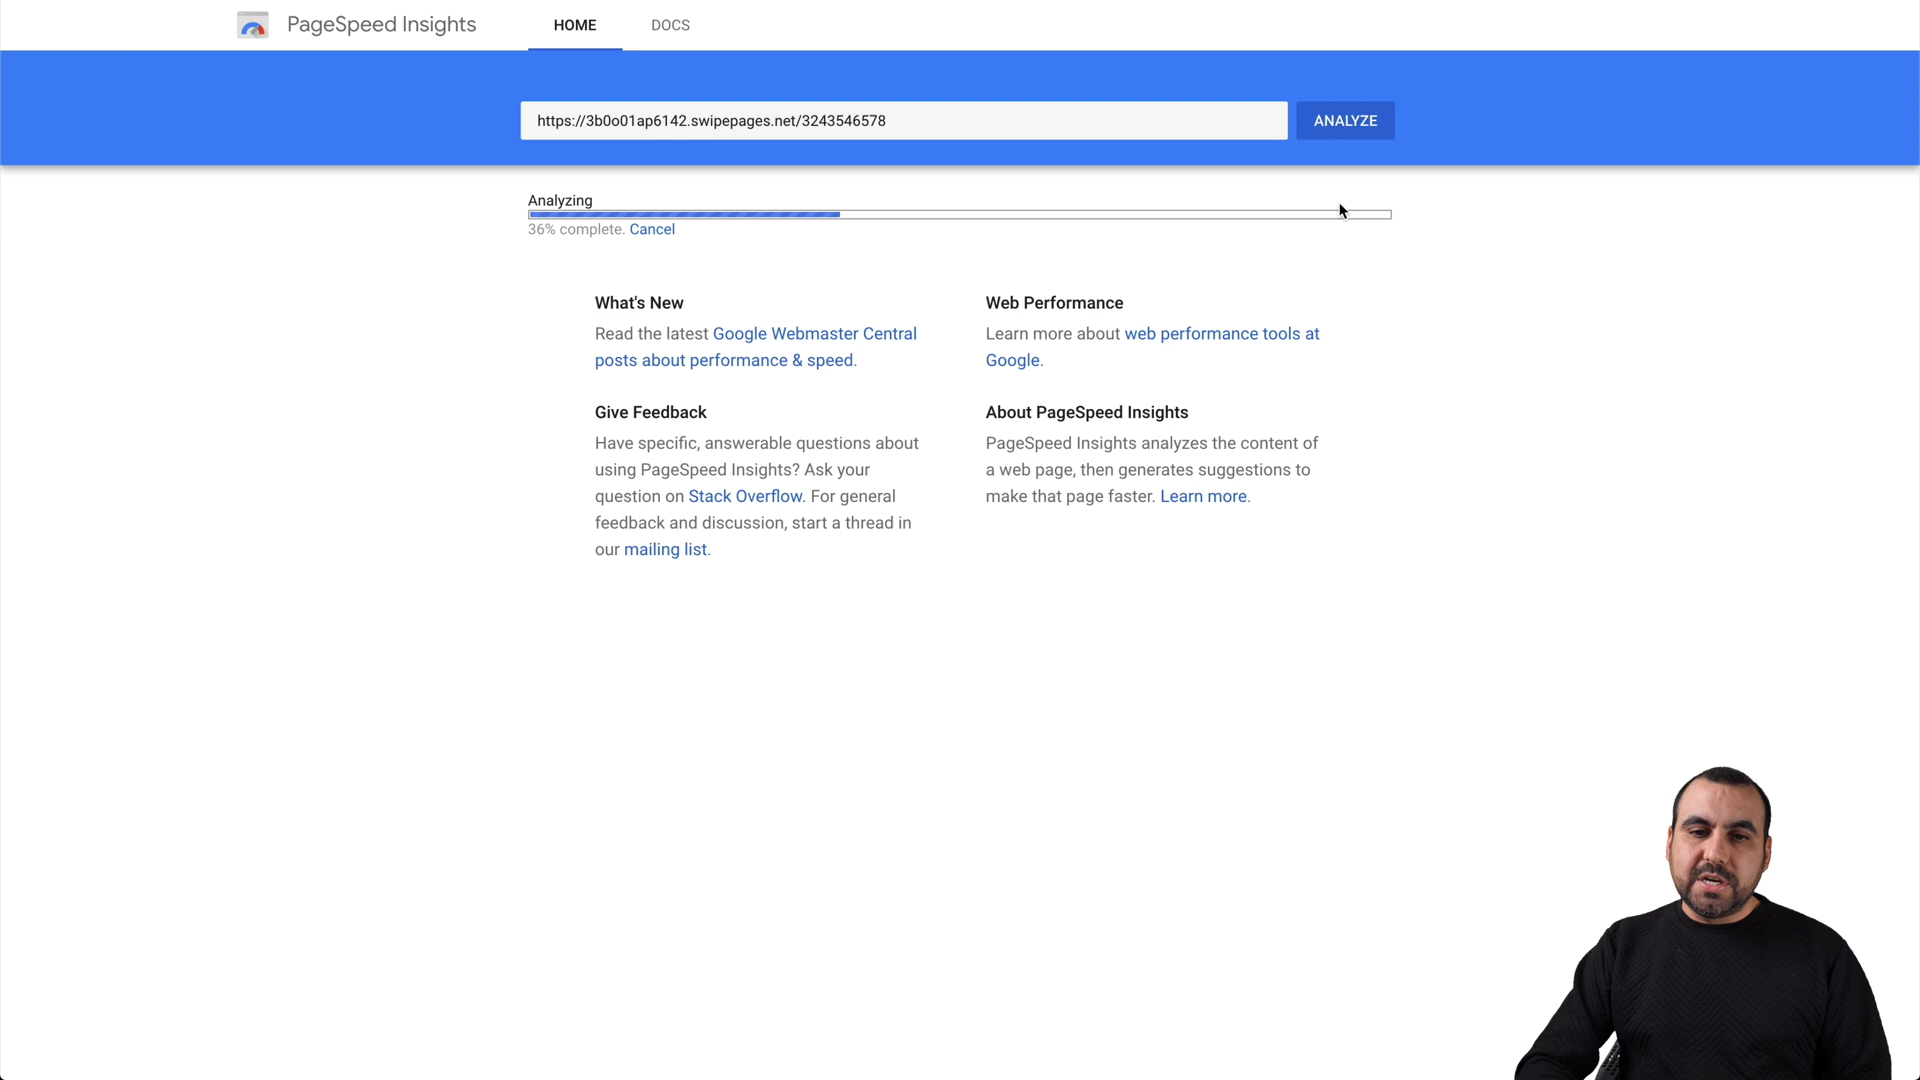 PageSpeed Insights
HOME
DOCS
https://3b0o01ap6142.swipepages.net/3243546578
ANALYZE
Analyzing
36% complete. Cancel
What's New
Read the latest Google Webmaster Central
posts about performance & speed.
Give Feedback
Have specific, answerable questions about
using PageSpeed Insights? Ask your
question on Stack Overflow. For general
feedback and discussion, start a thread in
our mailing list.
Web Performance
Learn more about web performance tools at
Google.
About PageSpeed Insights
PageSpeed Insights analyzes the content of
a web page, then generates suggestions to
make that page faster. Learn more.